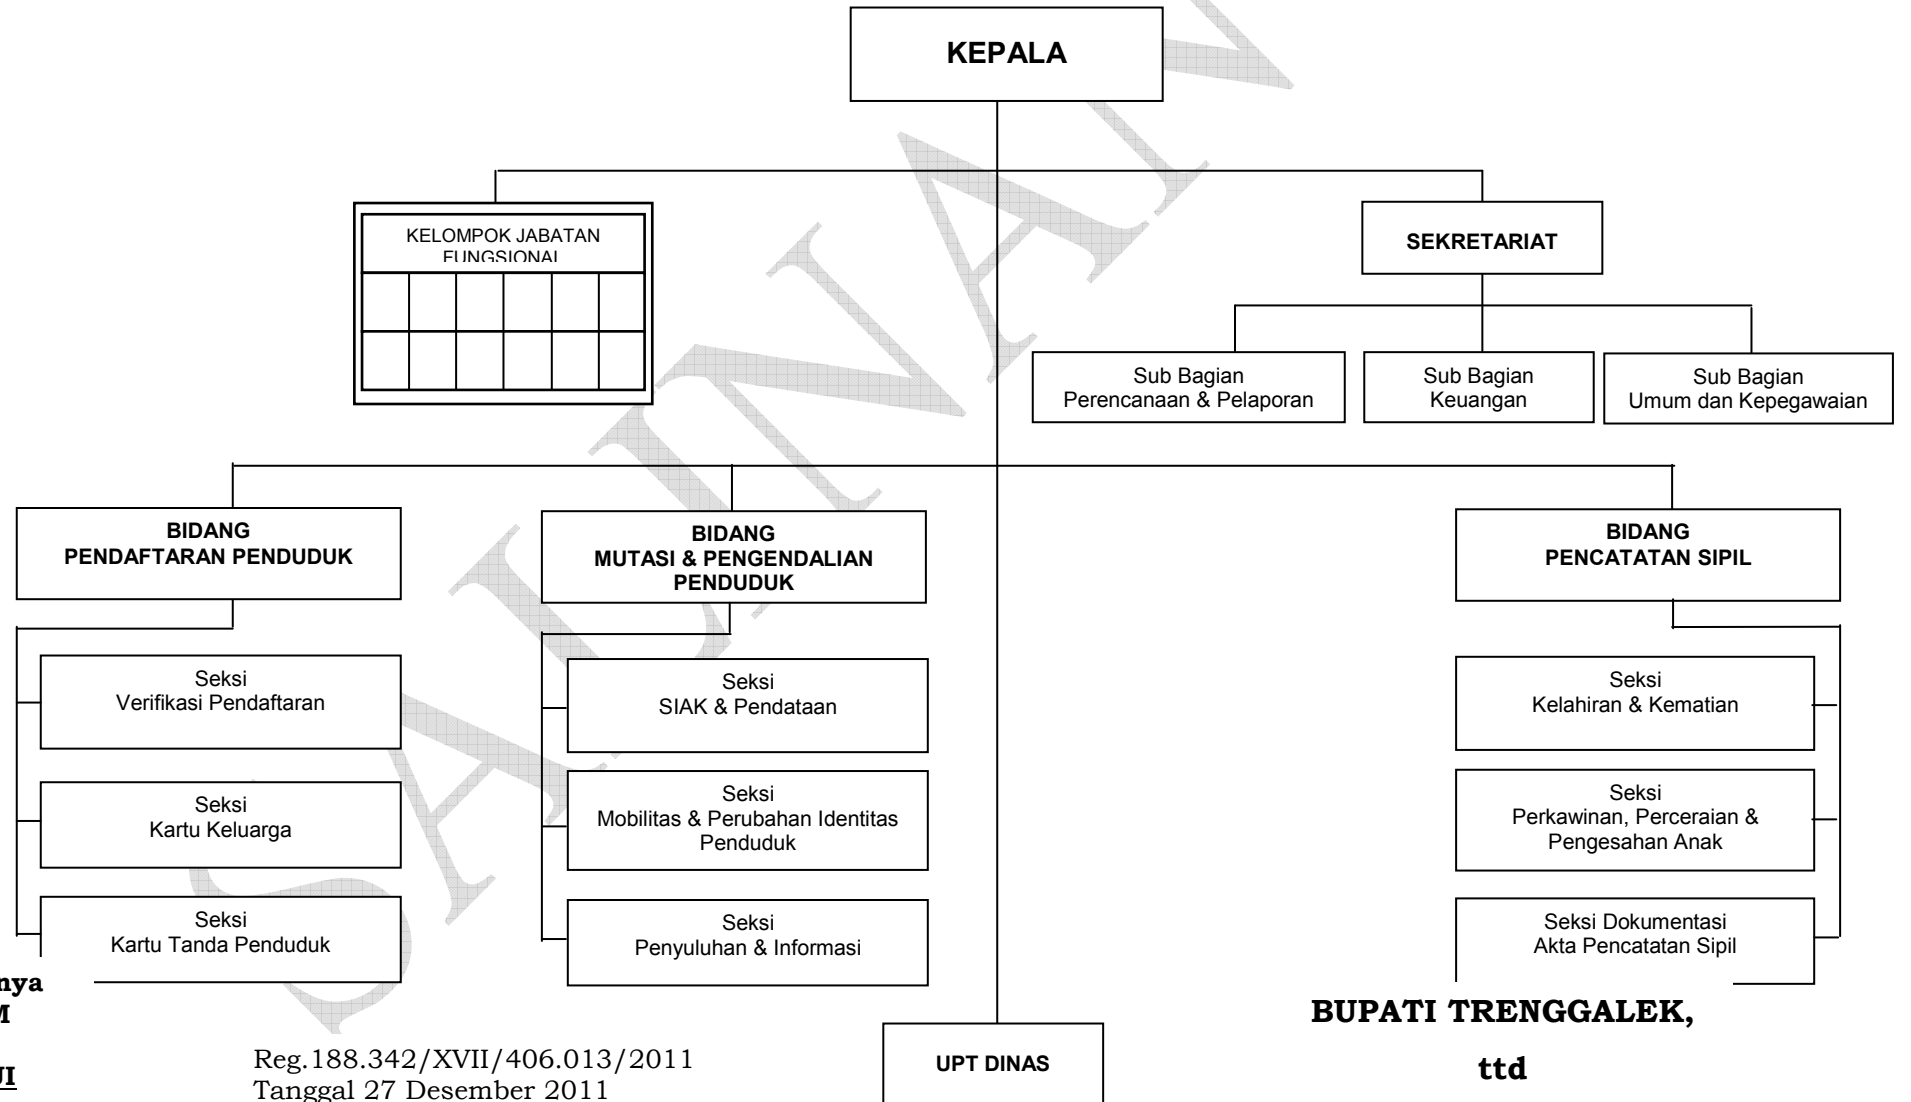 KEPALA
KELOMPOK JABATAN
FUNGSIONAL
SEKRETARIAT
Sub Bagian
Perencanaan & Pelaporan
Sub Bagian
Keuangan
Sub Bagian
Umum dan Kepegawaian
BIDANG
PENDAFTARAN PENDUDUK
BIDANG
MUTASI & PENGENDALIAN
PENDUDUK
BIDANG
PENCATATAN SIPIL
Seksi
Verifikasi Pendaftaran
Seksi
SIAK & Pendataan
Seksi
Kelahiran & Kematian
Seksi
Kartu Keluarga
Seksi
Mobilitas & Perubahan Identitas
Penduduk
Seksi
Perkawinan, Perceraian &
Pengesahan Anak
Seksi
Kartu Tanda Penduduk
Seksi
Penyuluhan & Informasi
Seksi Dokumentasi
Akta Pencatatan Sipil
nya
M
UI
Reg.188.342/XVII/406.013/2011
Tanggal 27 Desember 2011
UPT DINAS
BUPATI TRENGGALEK,
ttd
SALINAN